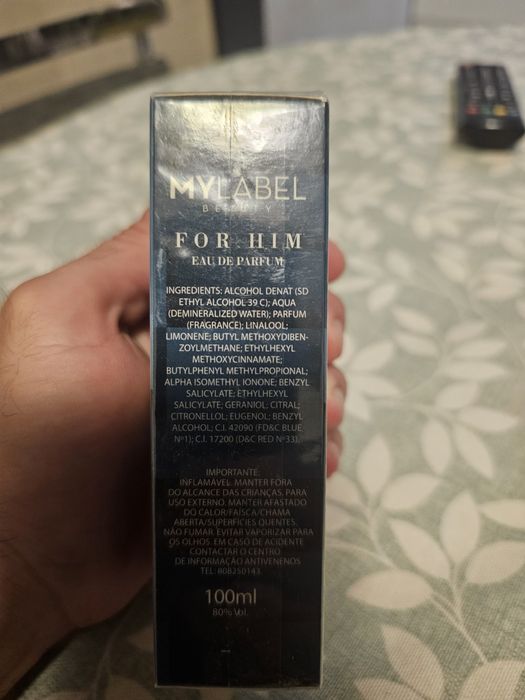 MYLABEL
BEAUTY
FOR HIM
EAU DE PARFUM
INGREDIENTS: ALCOHOL DENAT (SD
ETHYL ALCOHOL 39 C); AQUA
(DEMINERALIZED WATER); PARFUM
(FRAGRANCE); LINALOOL;
LIMONENE; BUTYL METHOXYDIBEN-
ZOYLMETHANE; ETHYLHEXYL
METHOXYCINNAMATE;
BUTYLPHENYL METHYLPROPIONAL;
ALPHA ISOMETHYL IONONE; BENZYL
SALICYLATE; ETHYLHEXYL
SALICYLATE; GERANIOL; CITRAL;
CITRONELLOL; EUGENOL; BENZYL
ALCOHOL; C.I. 42090 (FD&C BLUE
Nº1); C.I. 17200 (D&C RED Nº33).
IMPORTANTE:
INFLAMÁVEL. MANTER FORA
DO ALCANCE DAS CRIANÇAS. PARA
USO EXTERNO. MANTER AFASTADO
DO CALOR/FAÍSCA/CHAMA
ABERTA/SUPERFÍCIES QUENTES.
NÃO FUMAR. EVITAR VAPORIZAR PARA
OS OLHOS. EM CASO DE ACIDENTE
CONTACTAR O CENTRO
DE INFORMAÇÃO ANTIVENENOS
TEL: 808250143.
100ml
80% Vol.